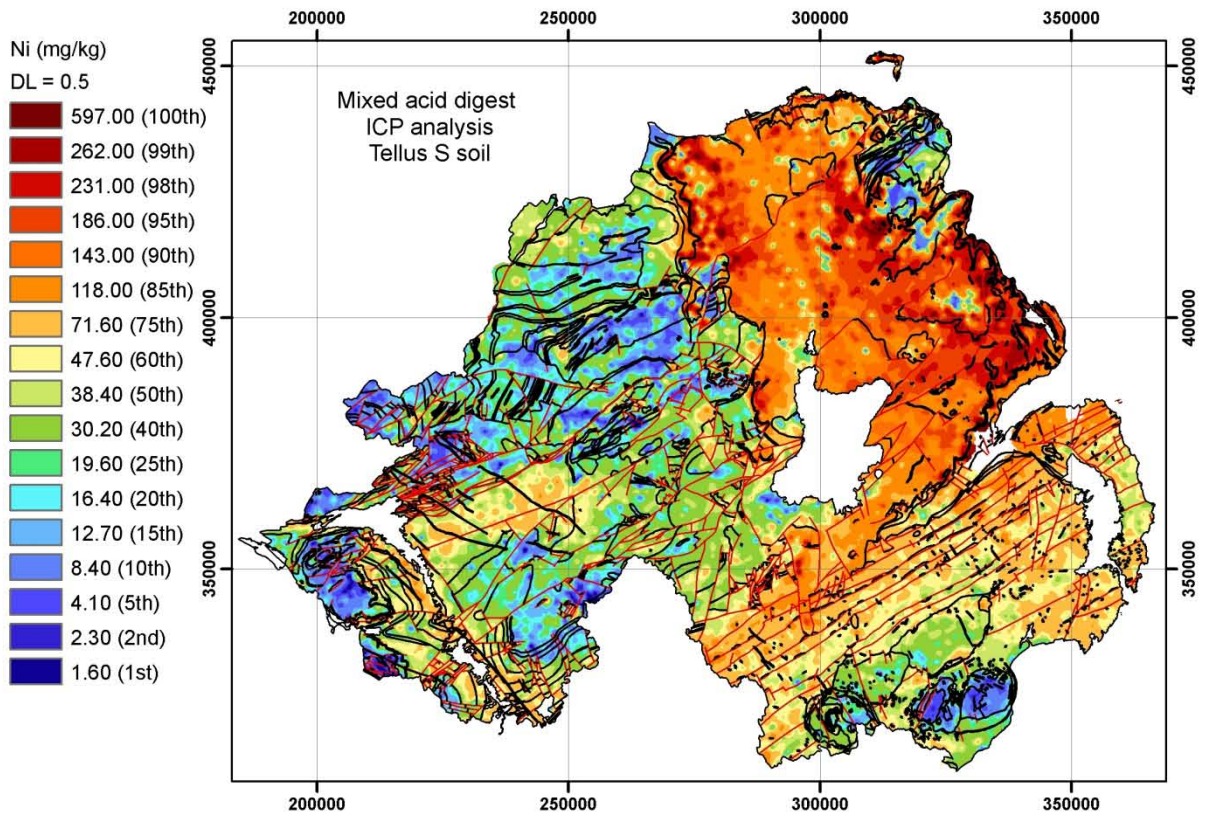 200000 250000 300000 350000
Ni (mg/kg)
DL = 0.5
597.00 (100th)
262.00 (99th)
231.00 (98th)
186.00 (95th)
143.00 (90th)
118.00 (85th)
71.60 (75th)
47.60 (60th)
38.40 (50th)
30.20 (40th)
19.60 (25th)
16.40 (20th)
12.70 (15th)
8.40 (10th)
4.10 (5th)
2.30 (2nd)
1.60 (1st)
Mixed acid digest
ICP analysis
Tellus S soil
450000
400000
350000
450000
400000
350000
200000 250000 300000 350000